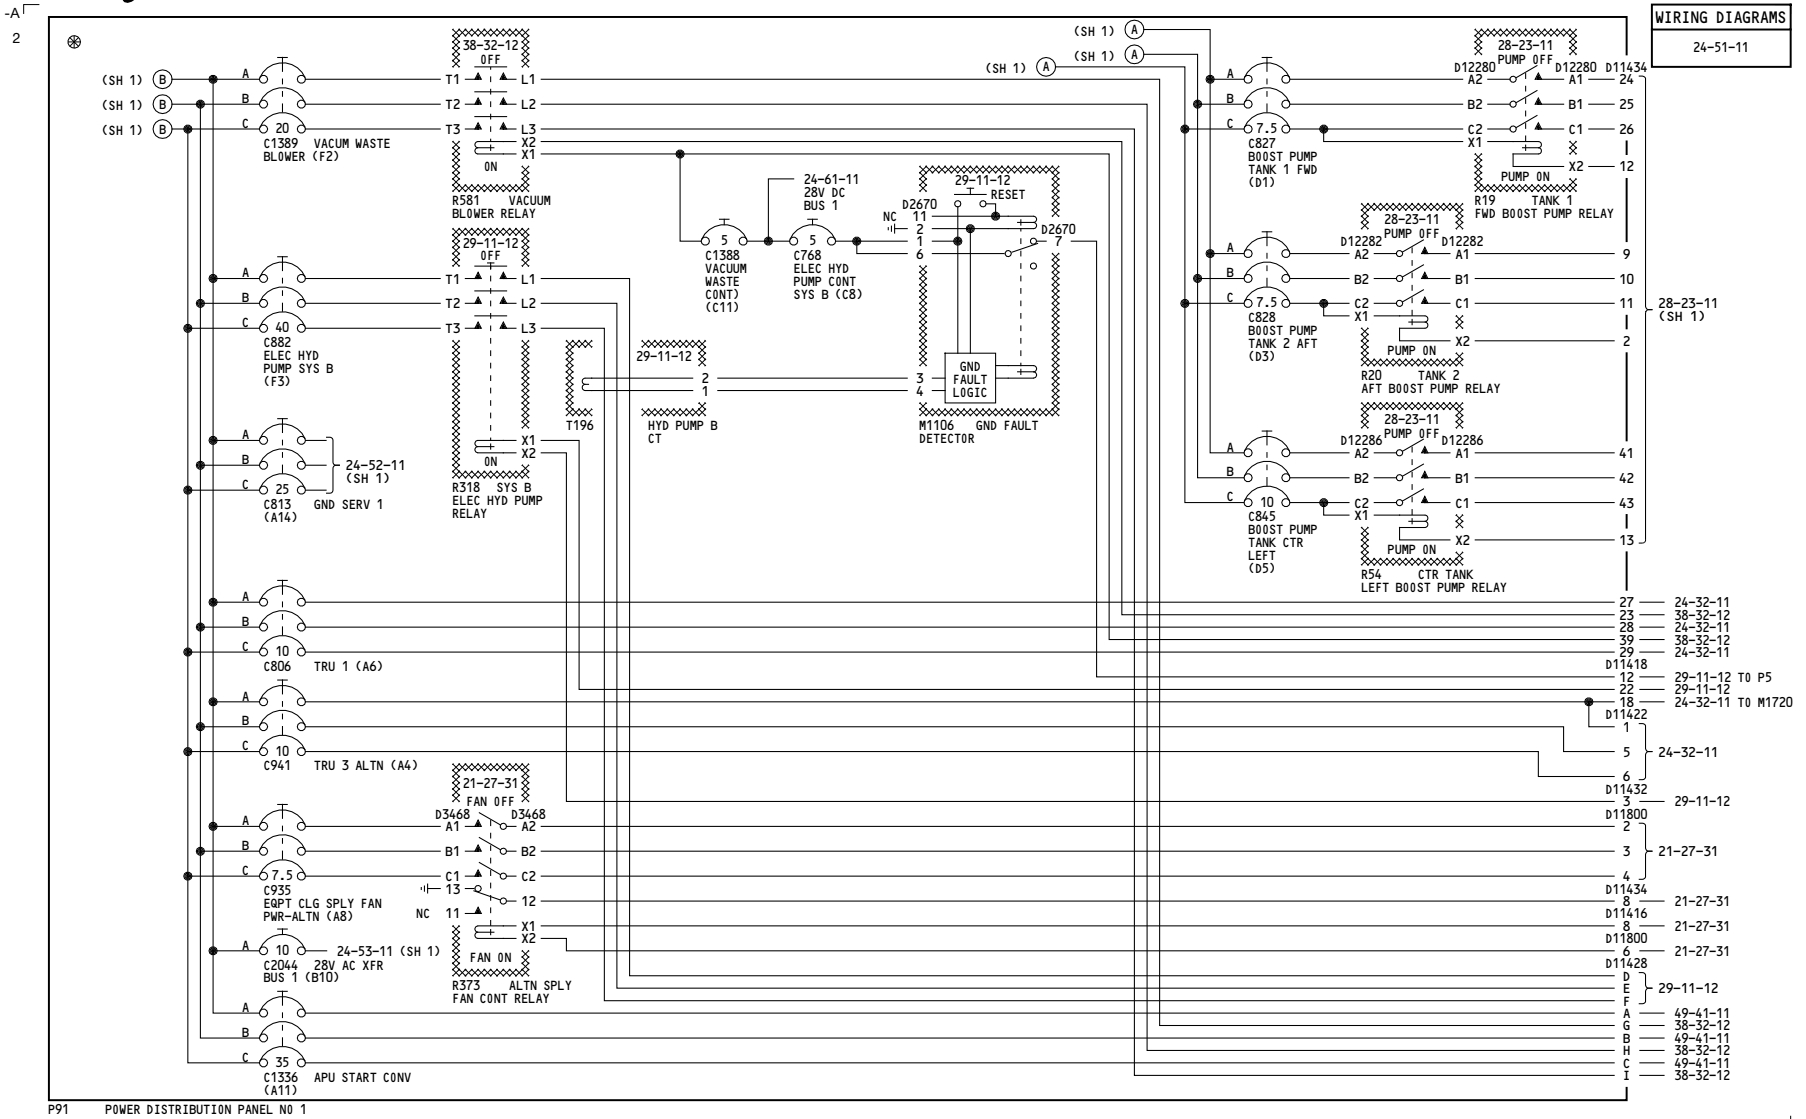 -A
2
WIRING DIAGRAMS
24-51-11
(SH 1) B
(SH 1) B
(SH 1) B
A
B
C 20
C1389 VACUM WASTE
BLOWER (F2)
38-32-12
OFF
T1 L1
T2 L2
T3 L3
X2
X1
ON
R581 VACUUM
BLOWER RELAY
29-11-12
OFF
A
B
C 40
C882
ELEC HYD
PUMP SYS B
(F3)
T1 L1
T2 L2
T3 L3
X1
X2
ON
R318 SYS B
ELEC HYD PUMP
RELAY
A
B
C 25
C813
(A14)
GND SERV 1
24-52-11
(SH 1)
A
B
C 10
C806 TRU 1 (A6)
A
B
C 10
C941 TRU 3 ALTN (A4)
A
B
C 7.5
C935
EQPT CLG SPLY FAN
PWR-ALTN (A8)
21-27-31
FAN OFF
D3468 D3468
A1 A2
B1 B2
C1 C2
13
12
NC 11
X1
X2
FAN ON
R373 ALTN SPLY
FAN CONT RELAY
A 10 24-53-11 (SH 1)
C2044 28V AC XFR
BUS 1 (B10)
A
B
C 35
C1336 APU START CONV
(A11)
24-61-11
28V DC
BUS 1
5
C1388
VACUUM
WASTE
CONT)
(C11)
5
C768
ELEC HYD
PUMP CONT
SYS B (C8)
29-11-12
RESET
D2670
NC 11
2
1
6
D2670
7
GND
FAULT
LOGIC
3
4
M1106 GND FAULT
DETECTOR
29-11-12
2
1
T196
HYD PUMP B
CT
(SH 1) A
(SH 1) A
(SH 1) A
A
B
C 7.5
C827
BOOST PUMP
TANK 1 FWD
(D1)
28-23-11
PUMP OFF
D12280 D12280 D11434
A2 A1 24
B2 B1 25
C2 C1 26
X1
X2 12
PUMP ON
R19 TANK 1
FWD BOOST PUMP RELAY
A
B
C 7.5
C828
BOOST PUMP
TANK 2 AFT
(D3)
28-23-11
PUMP OFF
D12282 D12282
A2 A1 9
B2 B1 10
C2 C1 11
X1
X2 2
PUMP ON
R20 TANK 2
AFT BOOST PUMP RELAY
28-23-11
(SH 1)
A
B
C 10
C845
BOOST PUMP
TANK CTR
LEFT
(D5)
28-23-11
PUMP OFF
D12286 D12286
A2 A1 41
B2 B1 42
C2 C1 43
X1
X2 13
PUMP ON
R54 CTR TANK
LEFT BOOST PUMP RELAY
27 24-32-11
23 38-32-12
28 24-32-11
39 38-32-12
29 24-32-11
D11418
12 29-11-12 TO P5
22 29-11-12
18 24-32-11 TO M1720
D11422
1
5 24-32-11
6
D11432
3 29-11-12
D11800
2
3 21-27-31
4
D11434
8 21-27-31
D11416
8 21-27-31
D11800
6 21-27-31
D11428
D
E 29-11-12
F
A 49-41-11
G 38-32-12
B 49-41-11
H 38-32-12
C 49-41-11
I 38-32-12
P91 POWER DISTRIBUTION PANEL NO 1